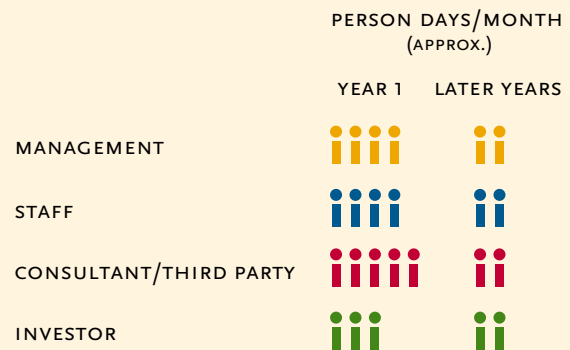 PERSON DAYS/MONTH
(APPROX.)
YEAR 1 LATER YEARS
MANAGEMENT
STAFF
CONSULTANT/THIRD PARTY
INVESTOR